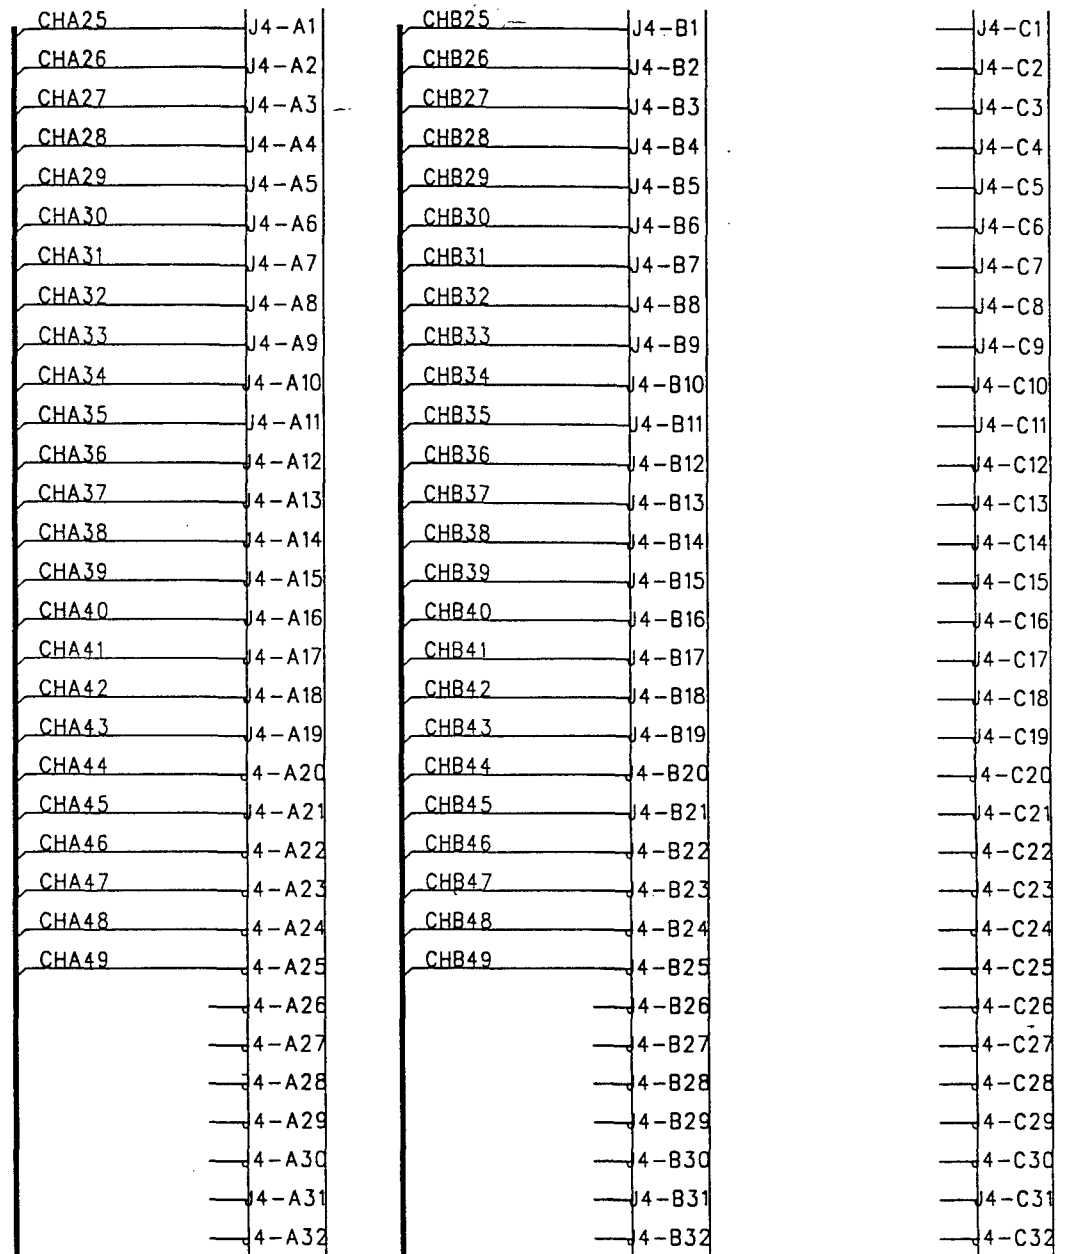 CHA25 J4-A1 CHB25 J4-B1 J4-C1
CHA26 J4-A2 CHB26 J4-B2 J4-C2
CHA27 J4-A3 CHB27 J4-B3 J4-C3
CHA28 J4-A4 CHB28 J4-B4 J4-C4
CHA29 J4-A5 CHB29 J4-B5 J4-C5
CHA30 J4-A6 CHB30 J4-B6 J4-C6
CHA31 J4-A7 CHB31 J4-B7 J4-C7
CHA32 J4-A8 CHB32 J4-B8 J4-C8
CHA33 J4-A9 CHB33 J4-B9 J4-C9
CHA34 J4-A10 CHB34 J4-B10 J4-C10
CHA35 J4-A11 CHB35 J4-B11 J4-C11
CHA36 J4-A12 CHB36 J4-B12 J4-C12
CHA37 J4-A13 CHB37 J4-B13 J4-C13
CHA38 J4-A14 CHB38 J4-B14 J4-C14
CHA39 J4-A15 CHB39 J4-B15 J4-C15
CHA40 J4-A16 CHB40 J4-B16 J4-C16
CHA41 J4-A17 CHB41 J4-B17 J4-C17
CHA42 J4-A18 CHB42 J4-B18 J4-C18
CHA43 J4-A19 CHB43 J4-B19 J4-C19
CHA44 J4-A20 CHB44 J4-B20 J4-C20
CHA45 J4-A21 CHB45 J4-B21 J4-C21
CHA46 J4-A22 CHB46 J4-B22 J4-C22
CHA47 J4-A23 CHB47 J4-B23 J4-C23
CHA48 J4-A24 CHB48 J4-B24 J4-C24
CHA49 J4-A25 CHB49 J4-B25 J4-C25
J4-A26 J4-B26 J4-C26
J4-A27 J4-B27 J4-C27
J4-A28 J4-B28 J4-C28
J4-A29 J4-B29 J4-C29
J4-A30 J4-B30 J4-C30
J4-A31 J4-B31 J4-C31
J4-A32 J4-B32 J4-C32